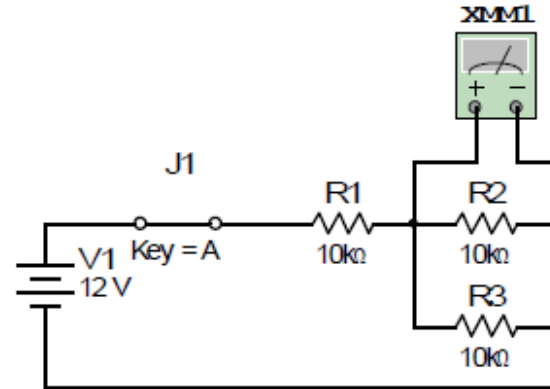 XMM1
J1
R1
R2
Key = A
10kΩ
10kΩ
V1
12 V
R3
10kΩ